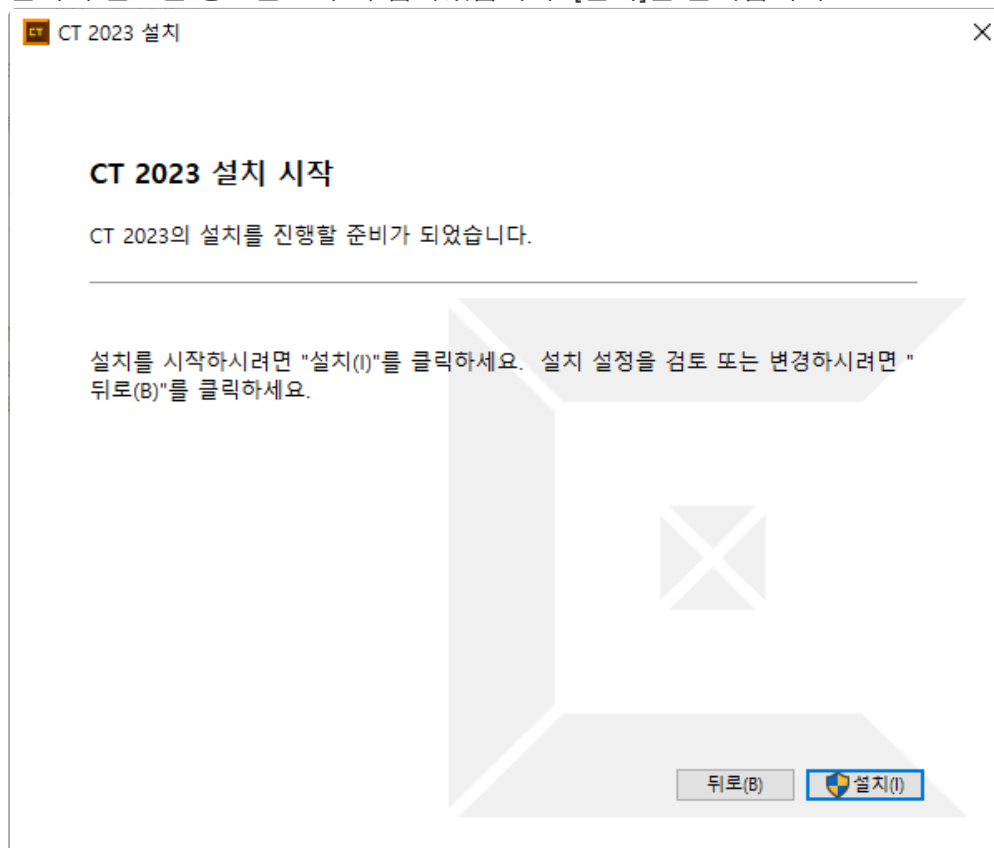 CT 2023 설치
CT 2023 설치 시작
CT 2023의 설치를 진행할 준비가 되었습니다.
설치를 시작하시려면 "설치(I)"를 클릭하세요. 설치 설정을 검토 또는 변경하시려면 "
뒤로(B)"를 클릭하세요.
뒤로(B)
설치(I)